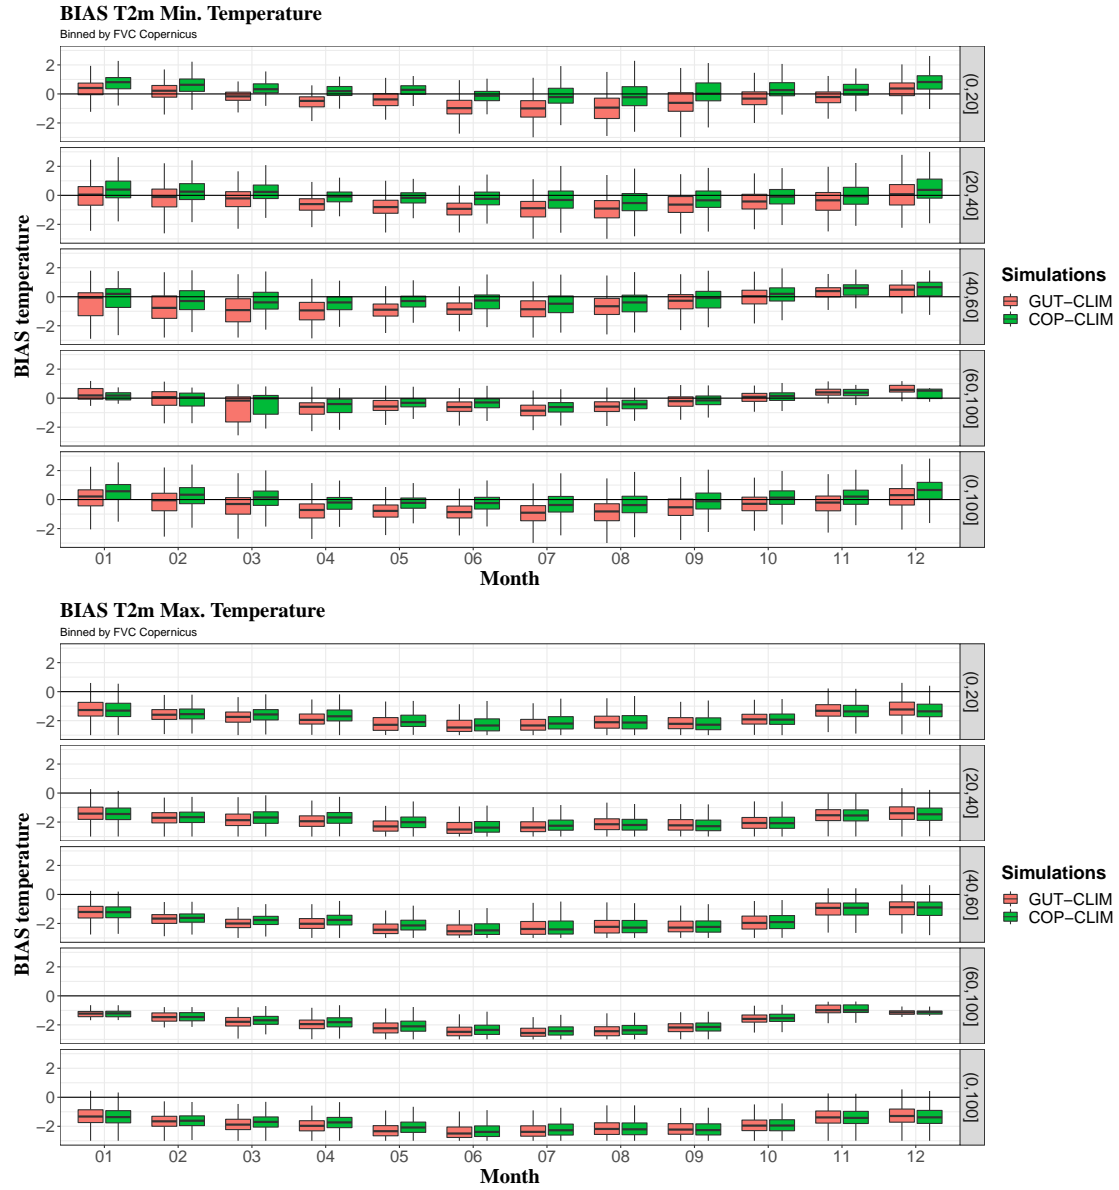 BIAS T2m Min. Temperature
Binned by FVC Copernicus
BIAS temperature
2
0
−2
(0,20]
2
0
−2
(20,40]
2
0
−2
(40,60]
2
0
−2
(60,100]
2
0
−2
(0,100]
01 02 03 04 05 06 07 08 09 10 11 12
Month
Simulations
GUT−CLIM
COP−CLIM
BIAS T2m Max. Temperature
Binned by FVC Copernicus
BIAS temperature
2
0
−2
(0,20]
2
0
−2
(20,40]
2
0
−2
(40,60]
2
0
−2
(60,100]
2
0
−2
(0,100]
01 02 03 04 05 06 07 08 09 10 11 12
Month
Simulations
GUT−CLIM
COP−CLIM